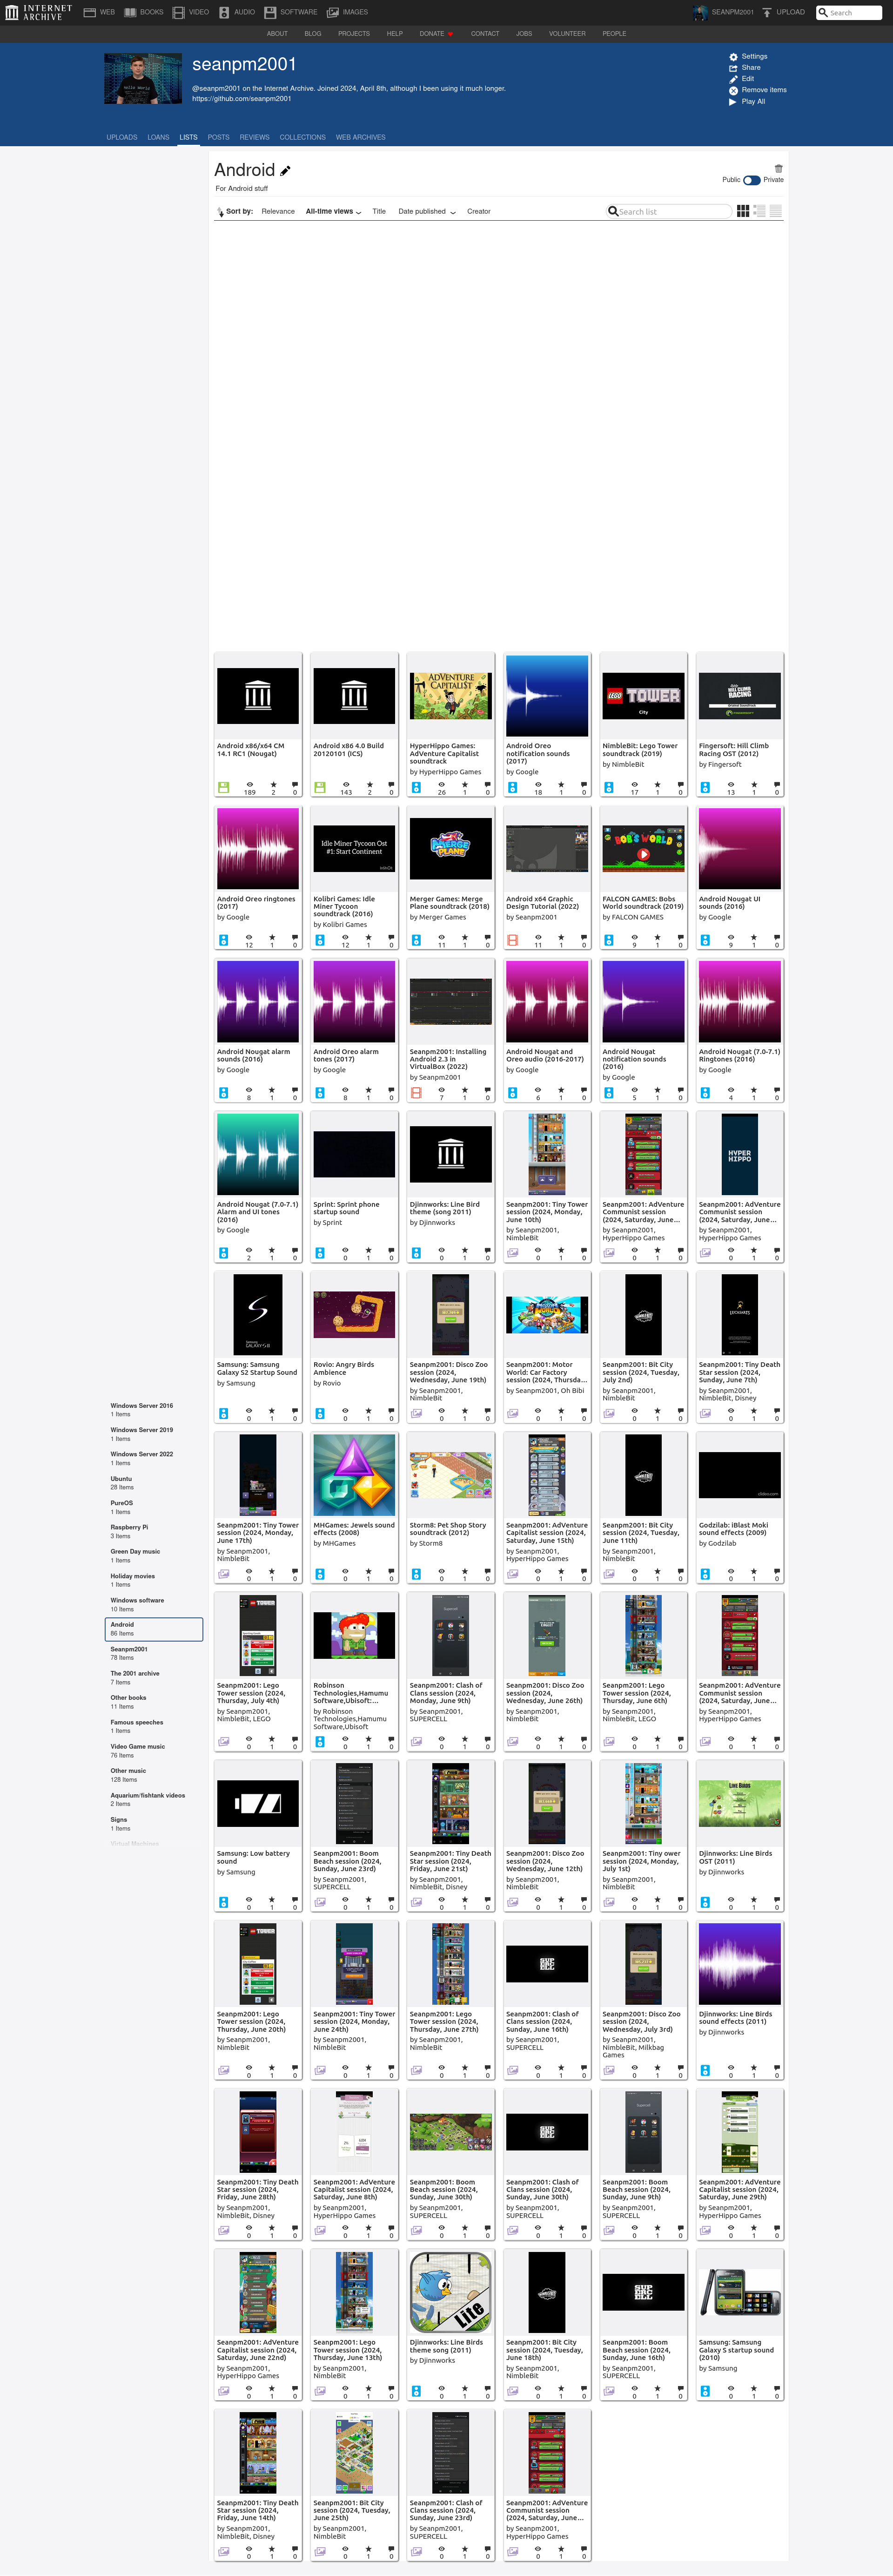 INTERNET ARCHIVE
WEB BOOKS VIDEO AUDIO SOFTWARE IMAGES SEANPM2001 UPLOAD Search
ABOUT BLOG PROJECTS HELP DONATE CONTACT JOBS VOLUNTEER PEOPLE
seanpm2001
@seanpm2001 on the Internet Archive. Joined 2024, April 8th, although I been using it much longer.
https://github.com/seanpm2001
Settings
Share
Edit
Remove items
Play All
UPLOADS LOANS LISTS POSTS REVIEWS COLLECTIONS WEB ARCHIVES
Android
Public Private
For Android stuff
Sort by: Relevance All-time views Title Date published Creator Search list
Windows Server 2016
1 Items
Windows Server 2019
1 Items
Windows Server 2022
1 Items
Ubuntu
28 Items
PureOS
1 Items
Raspberry Pi
3 Items
Green Day music
1 Items
Holiday movies
1 Items
Windows software
10 Items
Android
86 Items
Seanpm2001
78 Items
The 2001 archive
7 Items
Other books
11 Items
Famous speeches
1 Items
Video Game music
76 Items
Other music
128 Items
Aquarium/fishtank videos
2 Items
Signs
1 Items
Virtual Machines
Android x86/x64 CM
14.1 RC1 (Nougat)
189 2 0
Android x86 4.0 Build
20120101 (ICS)
143 2 0
HyperHippo Games:
AdVenture Capitalist
soundtrack
by HyperHippo Games
26 1 0
Android Oreo
notification sounds
(2017)
by Google
18 1 0
LEGO TOWER
City
NimbleBit: Lego Tower
soundtrack (2019)
by NimbleBit
17 1 0
Fingersoft: Hill Climb
Racing OST (2012)
by Fingersoft
13 1 0
Android Oreo ringtones
(2017)
by Google
12 1 0
Idle Miner Tycoon Ost
#1: Start Continent
Kolibri Games: Idle
Miner Tycoon
soundtrack (2016)
by Kolibri Games
12 1 0
Merger Games: Merge
Plane soundtrack (2018)
by Merger Games
11 1 0
Android x64 Graphic
Design Tutorial (2022)
by Seanpm2001
11 1 0
BOB'S WORLD
FALCON GAMES: Bobs
World soundtrack (2019)
by FALCON GAMES
9 1 0
Android Nougat UI
sounds (2016)
by Google
9 1 0
Android Nougat alarm
sounds (2016)
by Google
8 1 0
Android Oreo alarm
tones (2017)
by Google
8 1 0
Seanpm2001: Installing
Android 2.3 in
VirtualBox (2022)
by Seanpm2001
7 1 0
Android Nougat and
Oreo audio (2016-2017)
by Google
6 1 0
Android Nougat
notification sounds
(2016)
by Google
5 1 0
Android Nougat (7.0-7.1)
Ringtones (2016)
by Google
4 1 0
Android Nougat (7.0-7.1)
Alarm and UI tones
(2016)
by Google
2 1 0
Sprint: Sprint phone
startup sound
by Sprint
0 1 0
Djinnworks: Line Bird
theme (song 2011)
by Djinnworks
0 1 0
Seanpm2001: Tiny Tower
session (2024, Monday,
June 10th)
by Seanpm2001,
NimbleBit
0 1 0
Seanpm2001: AdVenture
Communist session
(2024, Saturday, June...
by Seanpm2001,
HyperHippo Games
0 1 0
HYPER
HIPPO
Seanpm2001: AdVenture
Communist session
(2024, Saturday, June...
by Seanpm2001,
HyperHippo Games
0 1 0
Samsung: Samsung
Galaxy S2 Startup Sound
by Samsung
0 1 0
Rovio: Angry Birds
Ambience
by Rovio
0 1 0
Seanpm2001: Disco Zoo
session (2024,
Wednesday, June 19th)
by Seanpm2001,
NimbleBit
0 1 0
Seanpm2001: Motor
World: Car Factory
session (2024, Thursda...
by Seanpm2001, Oh Bibi
0 1 0
Seanpm2001: Bit City
session (2024, Tuesday,
July 2nd)
by Seanpm2001,
NimbleBit
0 1 0
Seanpm2001: Tiny Death
Star session (2024,
Sunday, June 7th)
by Seanpm2001,
NimbleBit, Disney
0 1 0
Seanpm2001: Tiny Tower
session (2024, Monday,
June 17th)
by Seanpm2001,
NimbleBit
0 1 0
MHGames: Jewels sound
effects (2008)
by MHGames
0 1 0
Storm8: Pet Shop Story
soundtrack (2012)
by Storm8
0 1 0
Seanpm2001: AdVenture
Capitalist session (2024,
Saturday, June 15th)
by Seanpm2001,
HyperHippo Games
0 1 0
Seanpm2001: Bit City
session (2024, Tuesday,
June 11th)
by Seanpm2001,
NimbleBit
0 1 0
Godzilab: iBlast Moki
sound effects (2009)
by Godzilab
0 1 0
Seanpm2001: Lego
Tower session (2024,
Thursday, July 4th)
by Seanpm2001,
NimbleBit, LEGO
0 1 0
Robinson
Technologies,Hamumu
Software,Ubisoft:...
by Robinson
Technologies,Hamumu
Software,Ubisoft
0 1 0
Seanpm2001: Clash of
Clans session (2024,
Monday, June 9th)
by Seanpm2001,
SUPERCELL
0 1 0
Seanpm2001: Disco Zoo
session (2024,
Wednesday, June 26th)
by Seanpm2001,
NimbleBit
0 1 0
Seanpm2001: Lego
Tower session (2024,
Thursday, June 6th)
by Seanpm2001,
NimbleBit, LEGO
0 1 0
Seanpm2001: AdVenture
Communist session
(2024, Saturday, June...
by Seanpm2001,
HyperHippo Games
0 1 0
Samsung: Low battery
sound
by Samsung
0 1 0
Seanpm2001: Boom
Beach session (2024,
Sunday, June 23rd)
by Seanpm2001,
SUPERCELL
0 1 0
Seanpm2001: Tiny Death
Star session (2024,
Friday, June 21st)
by Seanpm2001,
NimbleBit, Disney
0 1 0
Seanpm2001: Disco Zoo
session (2024,
Wednesday, June 12th)
by Seanpm2001,
NimbleBit
0 1 0
Seanpm2001: Tiny ower
session (2024, Monday,
July 1st)
by Seanpm2001,
NimbleBit
0 1 0
Djinnworks: Line Birds
OST (2011)
by Djinnworks
0 1 0
Seanpm2001: Lego
Tower session (2024,
Thursday, June 20th)
by Seanpm2001,
NimbleBit
0 1 0
Seanpm2001: Tiny Tower
session (2024, Monday,
June 24th)
by Seanpm2001,
NimbleBit
0 1 0
Seanpm2001: Lego
Tower session (2024,
Thursday, June 27th)
by Seanpm2001,
NimbleBit
0 1 0
Seanpm2001: Clash of
Clans session (2024,
Sunday, June 16th)
by Seanpm2001,
SUPERCELL
0 1 0
Seanpm2001: Disco Zoo
session (2024,
Wednesday, July 3rd)
by Seanpm2001,
NimbleBit, Milkbag
Games
0 1 0
Djinnworks: Line Birds
sound effects (2011)
by Djinnworks
0 1 0
Seanpm2001: Tiny Death
Star session (2024,
Friday, June 28th)
by Seanpm2001,
NimbleBit, Disney
0 1 0
Seanpm2001: AdVenture
Capitalist session (2024,
Saturday, June 8th)
by Seanpm2001,
HyperHippo Games
0 1 0
Seanpm2001: Boom
Beach session (2024,
Sunday, June 30th)
by Seanpm2001,
SUPERCELL
0 1 0
Seanpm2001: Clash of
Clans session (2024,
Sunday, June 30th)
by Seanpm2001,
SUPERCELL
0 1 0
Seanpm2001: Boom
Beach session (2024,
Sunday, June 9th)
by Seanpm2001,
SUPERCELL
0 1 0
Seanpm2001: AdVenture
Capitalist session (2024,
Saturday, June 29th)
by Seanpm2001,
HyperHippo Games
0 1 0
Seanpm2001: AdVenture
Capitalist session (2024,
Saturday, June 22nd)
by Seanpm2001,
HyperHippo Games
0 1 0
Seanpm2001: Lego
Tower session (2024,
Thursday, June 13th)
by Seanpm2001,
NimbleBit
0 1 0
Lite
Djinnworks: Line Birds
theme song (2011)
by Djinnworks
0 1 0
Seanpm2001: Bit City
session (2024, Tuesday,
June 18th)
by Seanpm2001,
NimbleBit
0 1 0
Seanpm2001: Boom
Beach session (2024,
Sunday, June 16th)
by Seanpm2001,
SUPERCELL
0 1 0
Samsung: Samsung
Galaxy S startup sound
(2010)
by Samsung
0 1 0
Seanpm2001: Tiny Death
Star session (2024,
Friday, June 14th)
by Seanpm2001,
NimbleBit, Disney
0 1 0
Seanpm2001: Bit City
session (2024, Tuesday,
June 25th)
by Seanpm2001,
NimbleBit
0 1 0
Seanpm2001: Clash of
Clans session (2024,
Sunday, June 23rd)
by Seanpm2001,
SUPERCELL
0 1 0
Seanpm2001: AdVenture
Communist session
(2024, Saturday, June...
by Seanpm2001,
HyperHippo Games
0 1 0